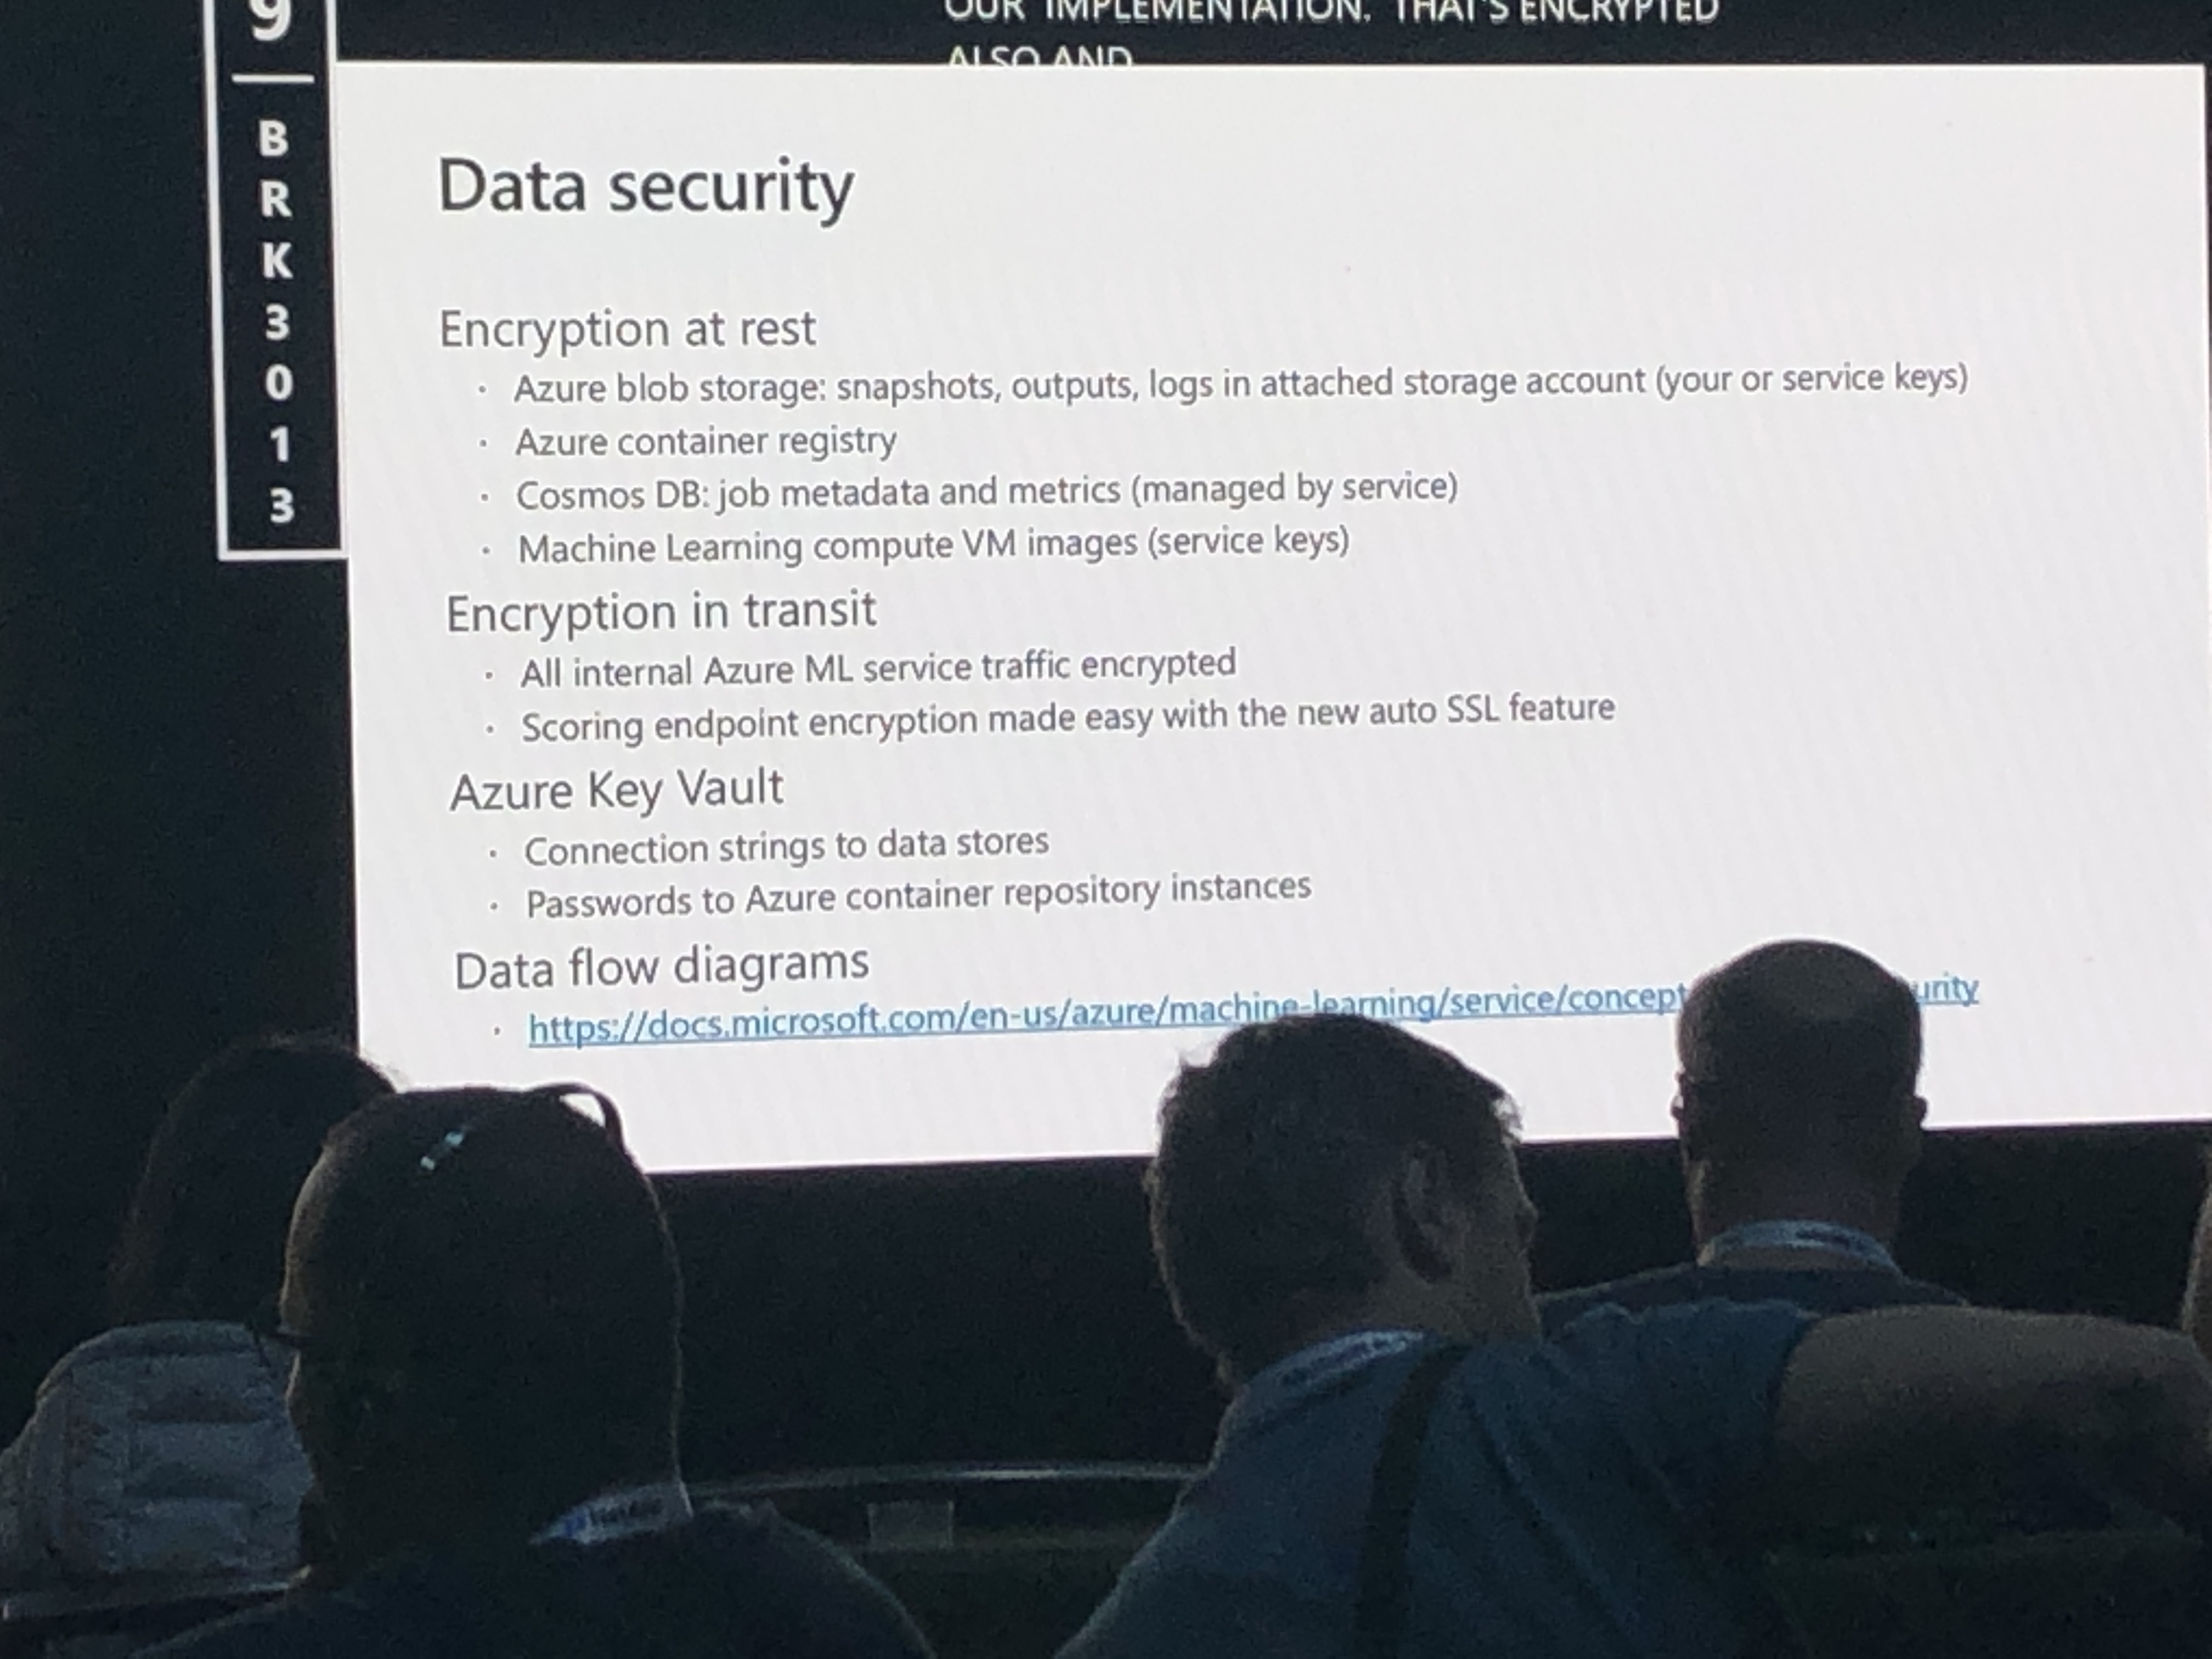 OUR IMPLEMENTATION. THAT'S ENCRYPTED
ALSO AND
9
B
R
K
3
0
1
3
Data security
Encryption at rest
· Azure blob storage: snapshots, outputs, logs in attached storage account (your or service keys)
· Azure container registry
· Cosmos DB: job metadata and metrics (managed by service)
· Machine Learning compute VM images (service keys)
Encryption in transit
· All internal Azure ML service traffic encrypted
· Scoring endpoint encryption made easy with the new auto SSL feature
Azure Key Vault
· Connection strings to data stores
· Passwords to Azure container repository instances
Data flow diagrams
· https://docs.microsoft.com/en-us/azure/machine-learning/service/concept urity